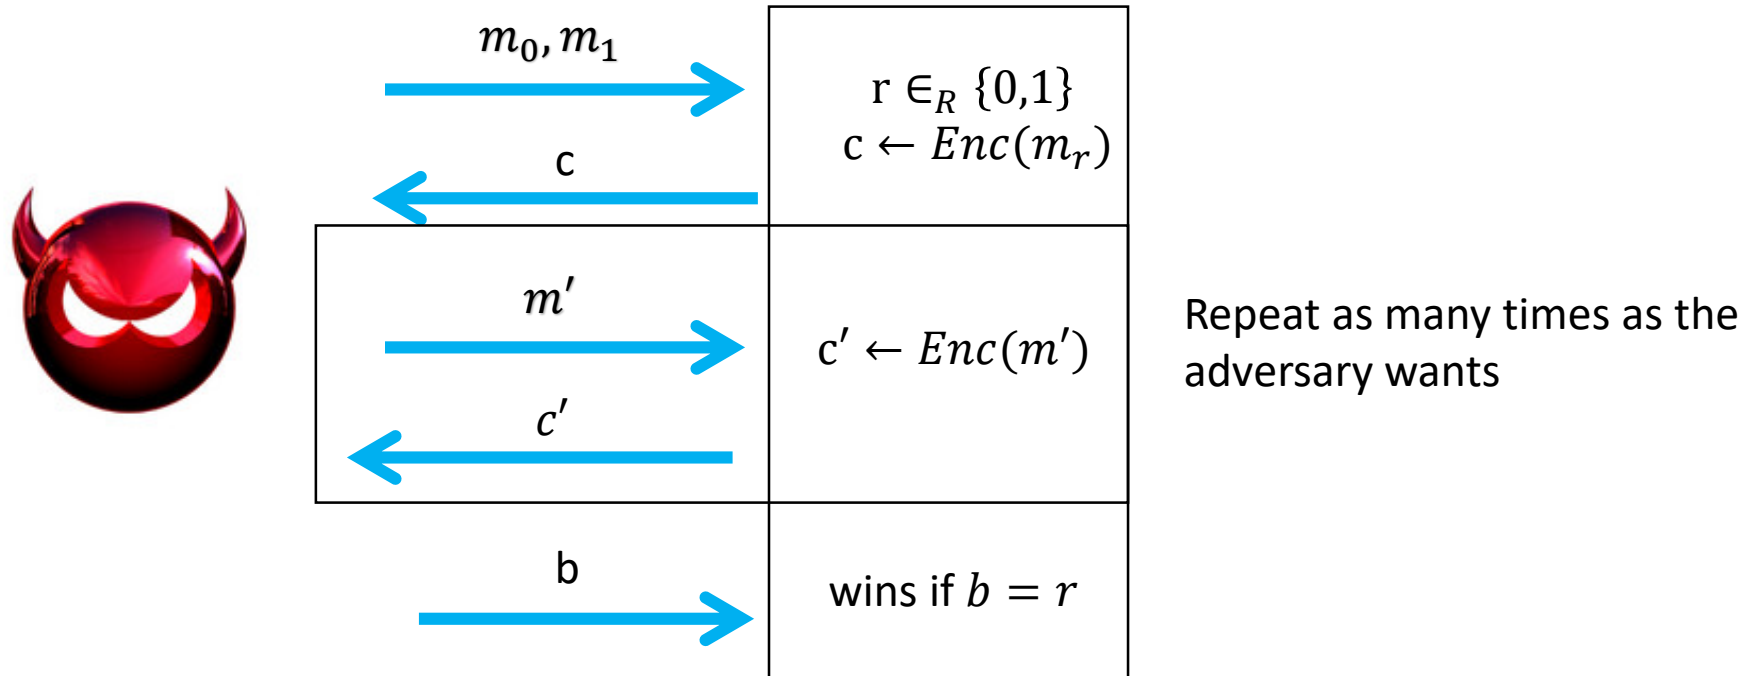 m₀, m₁
r ∈_R {0,1}
c ← Enc(m_r)
c
m′
c′ ← Enc(m′)
c′
Repeat as many times as the
adversary wants
b
wins if b = r